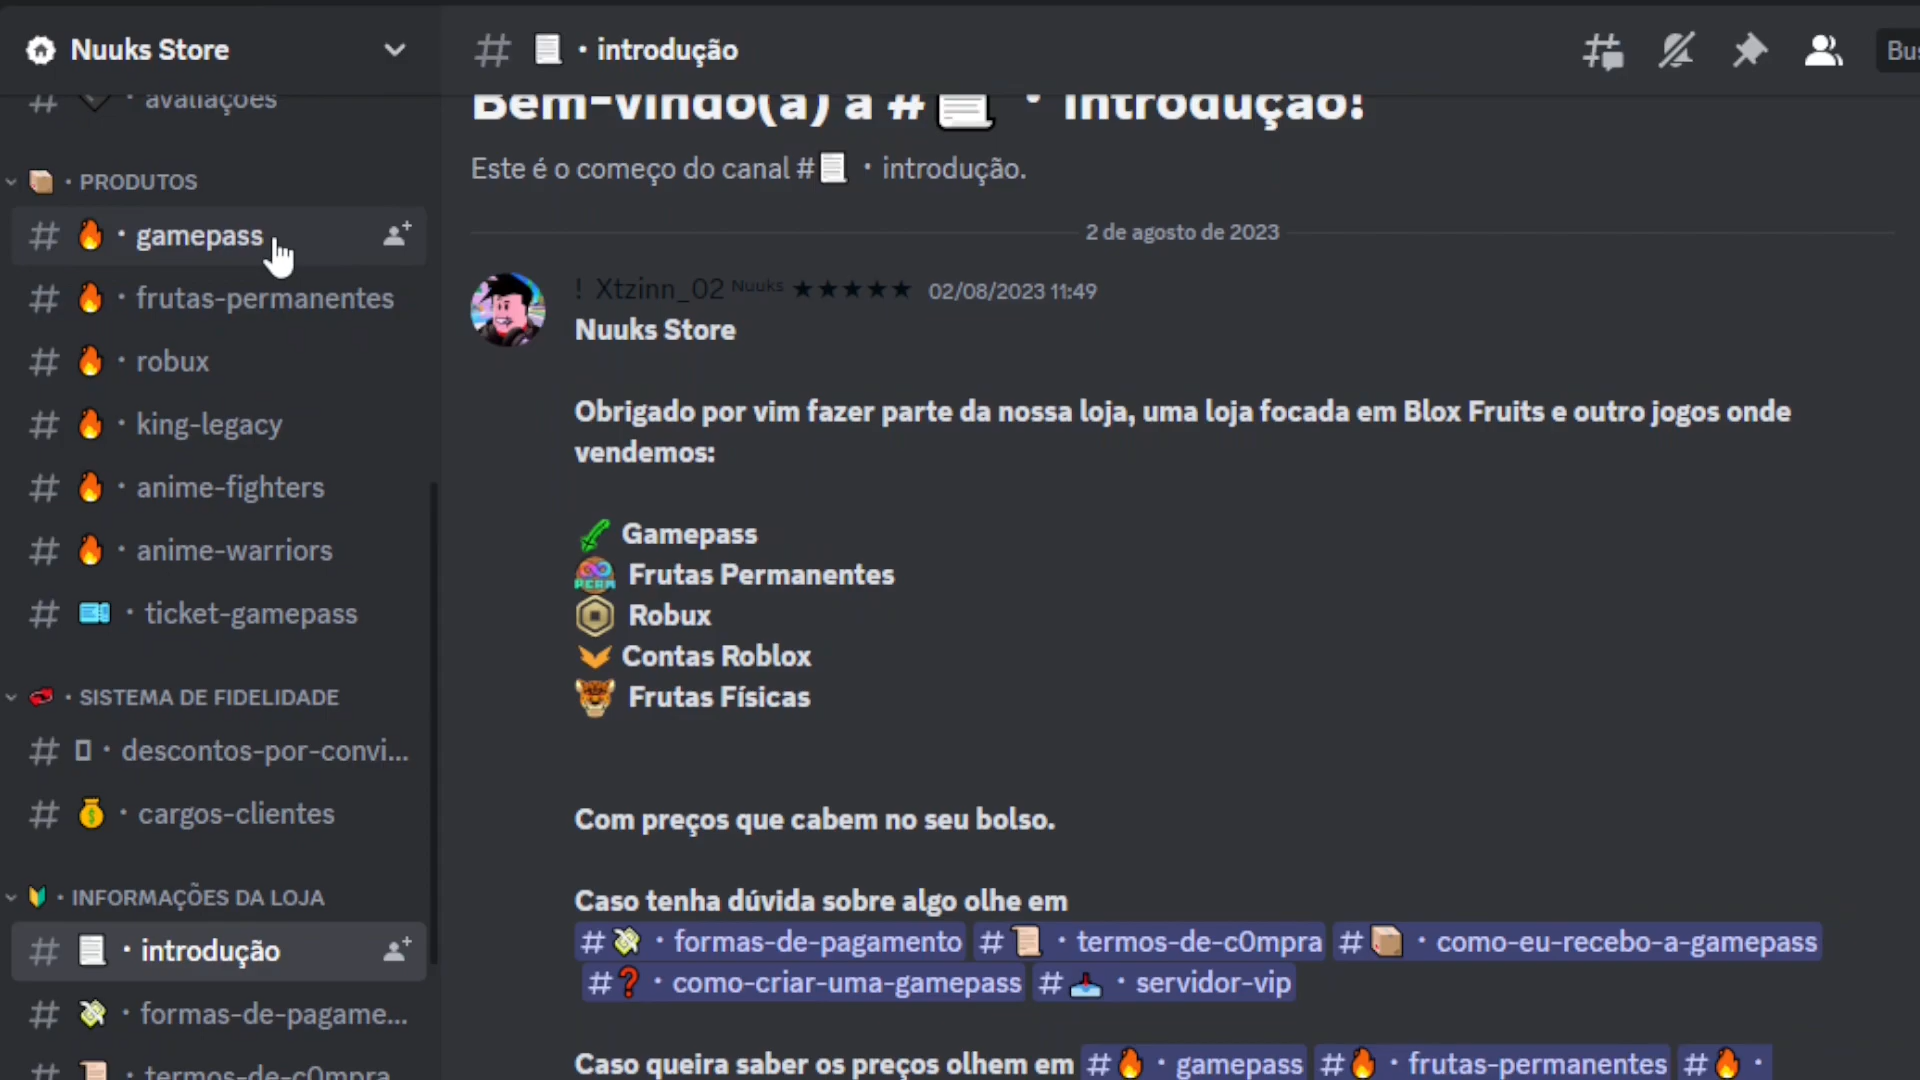 Nuuks Store
avaliações
PRODUTOS
gamepass
frutas-permanentes
robux
king-legacy
anime-fighters
anime-warriors
ticket-gamepass
SISTEMA DE FIDELIDADE
descontos-por-convi...
cargos-clientes
INFORMAÇÕES DA LOJA
introdução
formas-de-pagame...
termos-de-c0mpra
# • introdução
Bus
Bem-vindo(a) a # • introdução!
Este é o começo do canal # • introdução.
2 de agosto de 2023
! Xtzinn_02 Nuuks ★★★★★ 02/08/2023 11:49
Nuuks Store
Obrigado por vim fazer parte da nossa loja, uma loja focada em Blox Fruits e outro jogos onde
vendemos:
Gamepass
PERM Frutas Permanentes
Robux
Contas Roblox
Frutas Físicas
Com preços que cabem no seu bolso.
Caso tenha dúvida sobre algo olhe em
# • formas-de-pagamento # • termos-de-c0mpra # • como-eu-recebo-a-gamepass
# • como-criar-uma-gamepass # • servidor-vip
Caso queira saber os preços olhem em # • gamepass # • frutas-permanentes # •